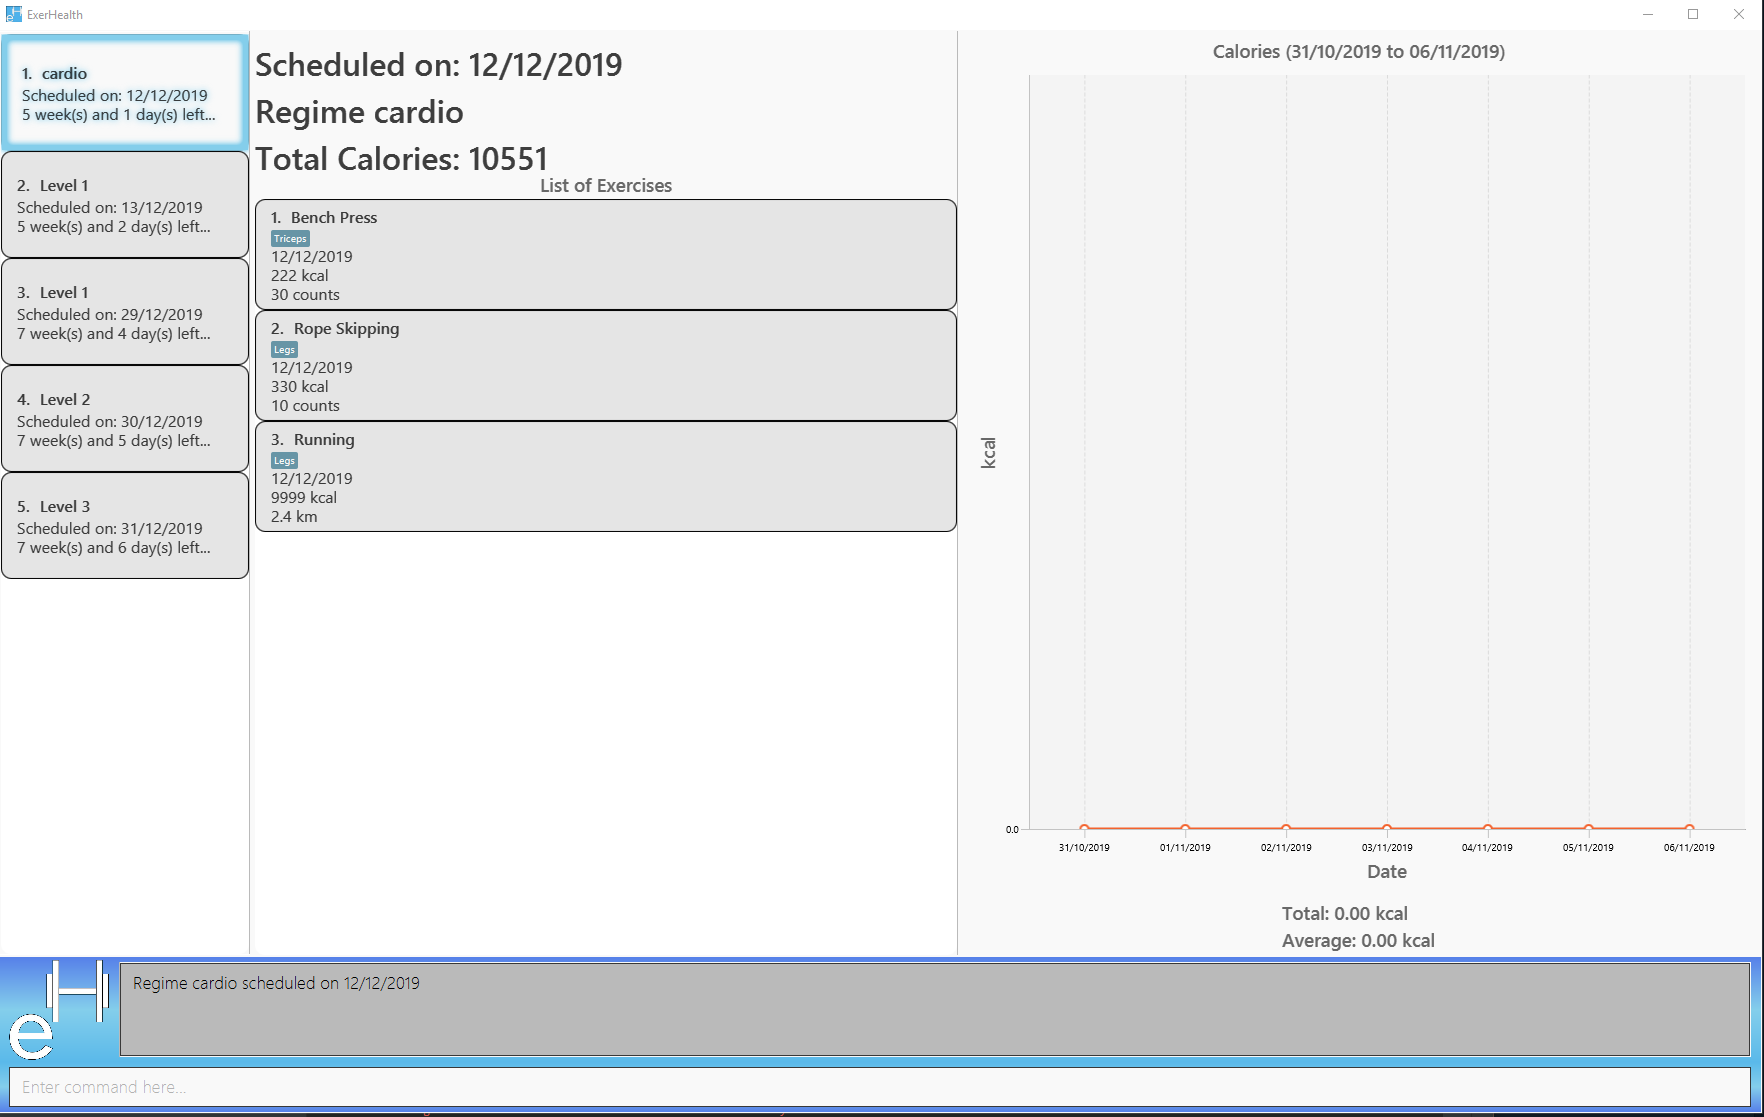 ExerHealth
1. cardio
Scheduled on: 12/12/2019
5 week(s) and 1 day(s) left...
2. Level 1
Scheduled on: 13/12/2019
5 week(s) and 2 day(s) left...
3. Level 1
Scheduled on: 29/12/2019
7 week(s) and 4 day(s) left...
4. Level 2
Scheduled on: 30/12/2019
7 week(s) and 5 day(s) left...
5. Level 3
Scheduled on: 31/12/2019
7 week(s) and 6 day(s) left...
Scheduled on: 12/12/2019
Regime cardio
Total Calories: 10551
List of Exercises
1. Bench Press
Triceps
12/12/2019
222 kcal
30 counts
2. Rope Skipping
Legs
12/12/2019
330 kcal
10 counts
3. Running
Legs
12/12/2019
9999 kcal
2.4 km
Calories (31/10/2019 to 06/11/2019)
kcal
0.0
31/10/2019 01/11/2019 02/11/2019 03/11/2019 04/11/2019 05/11/2019 06/11/2019
Date
Total: 0.00 kcal
Average: 0.00 kcal
eH
Regime cardio scheduled on 12/12/2019
Enter command here...